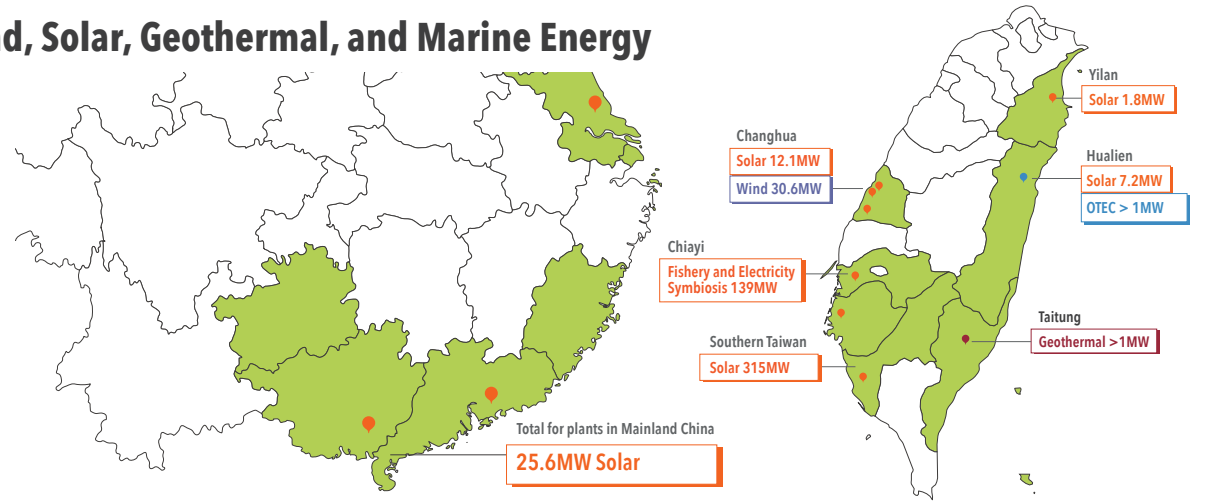 d, Solar, Geothermal, and Marine Energy
Yilan
Solar 1.8MW
Changhua
Solar 12.1MW
Wind 30.6MW
Hualien
Solar 7.2MW
OTEC > 1MW
Chiayi
Fishery and Electricity
Symbiosis 139MW
Taitung
Geothermal >1MW
Southern Taiwan
Solar 315MW
Total for plants in Mainland China
25.6MW Solar